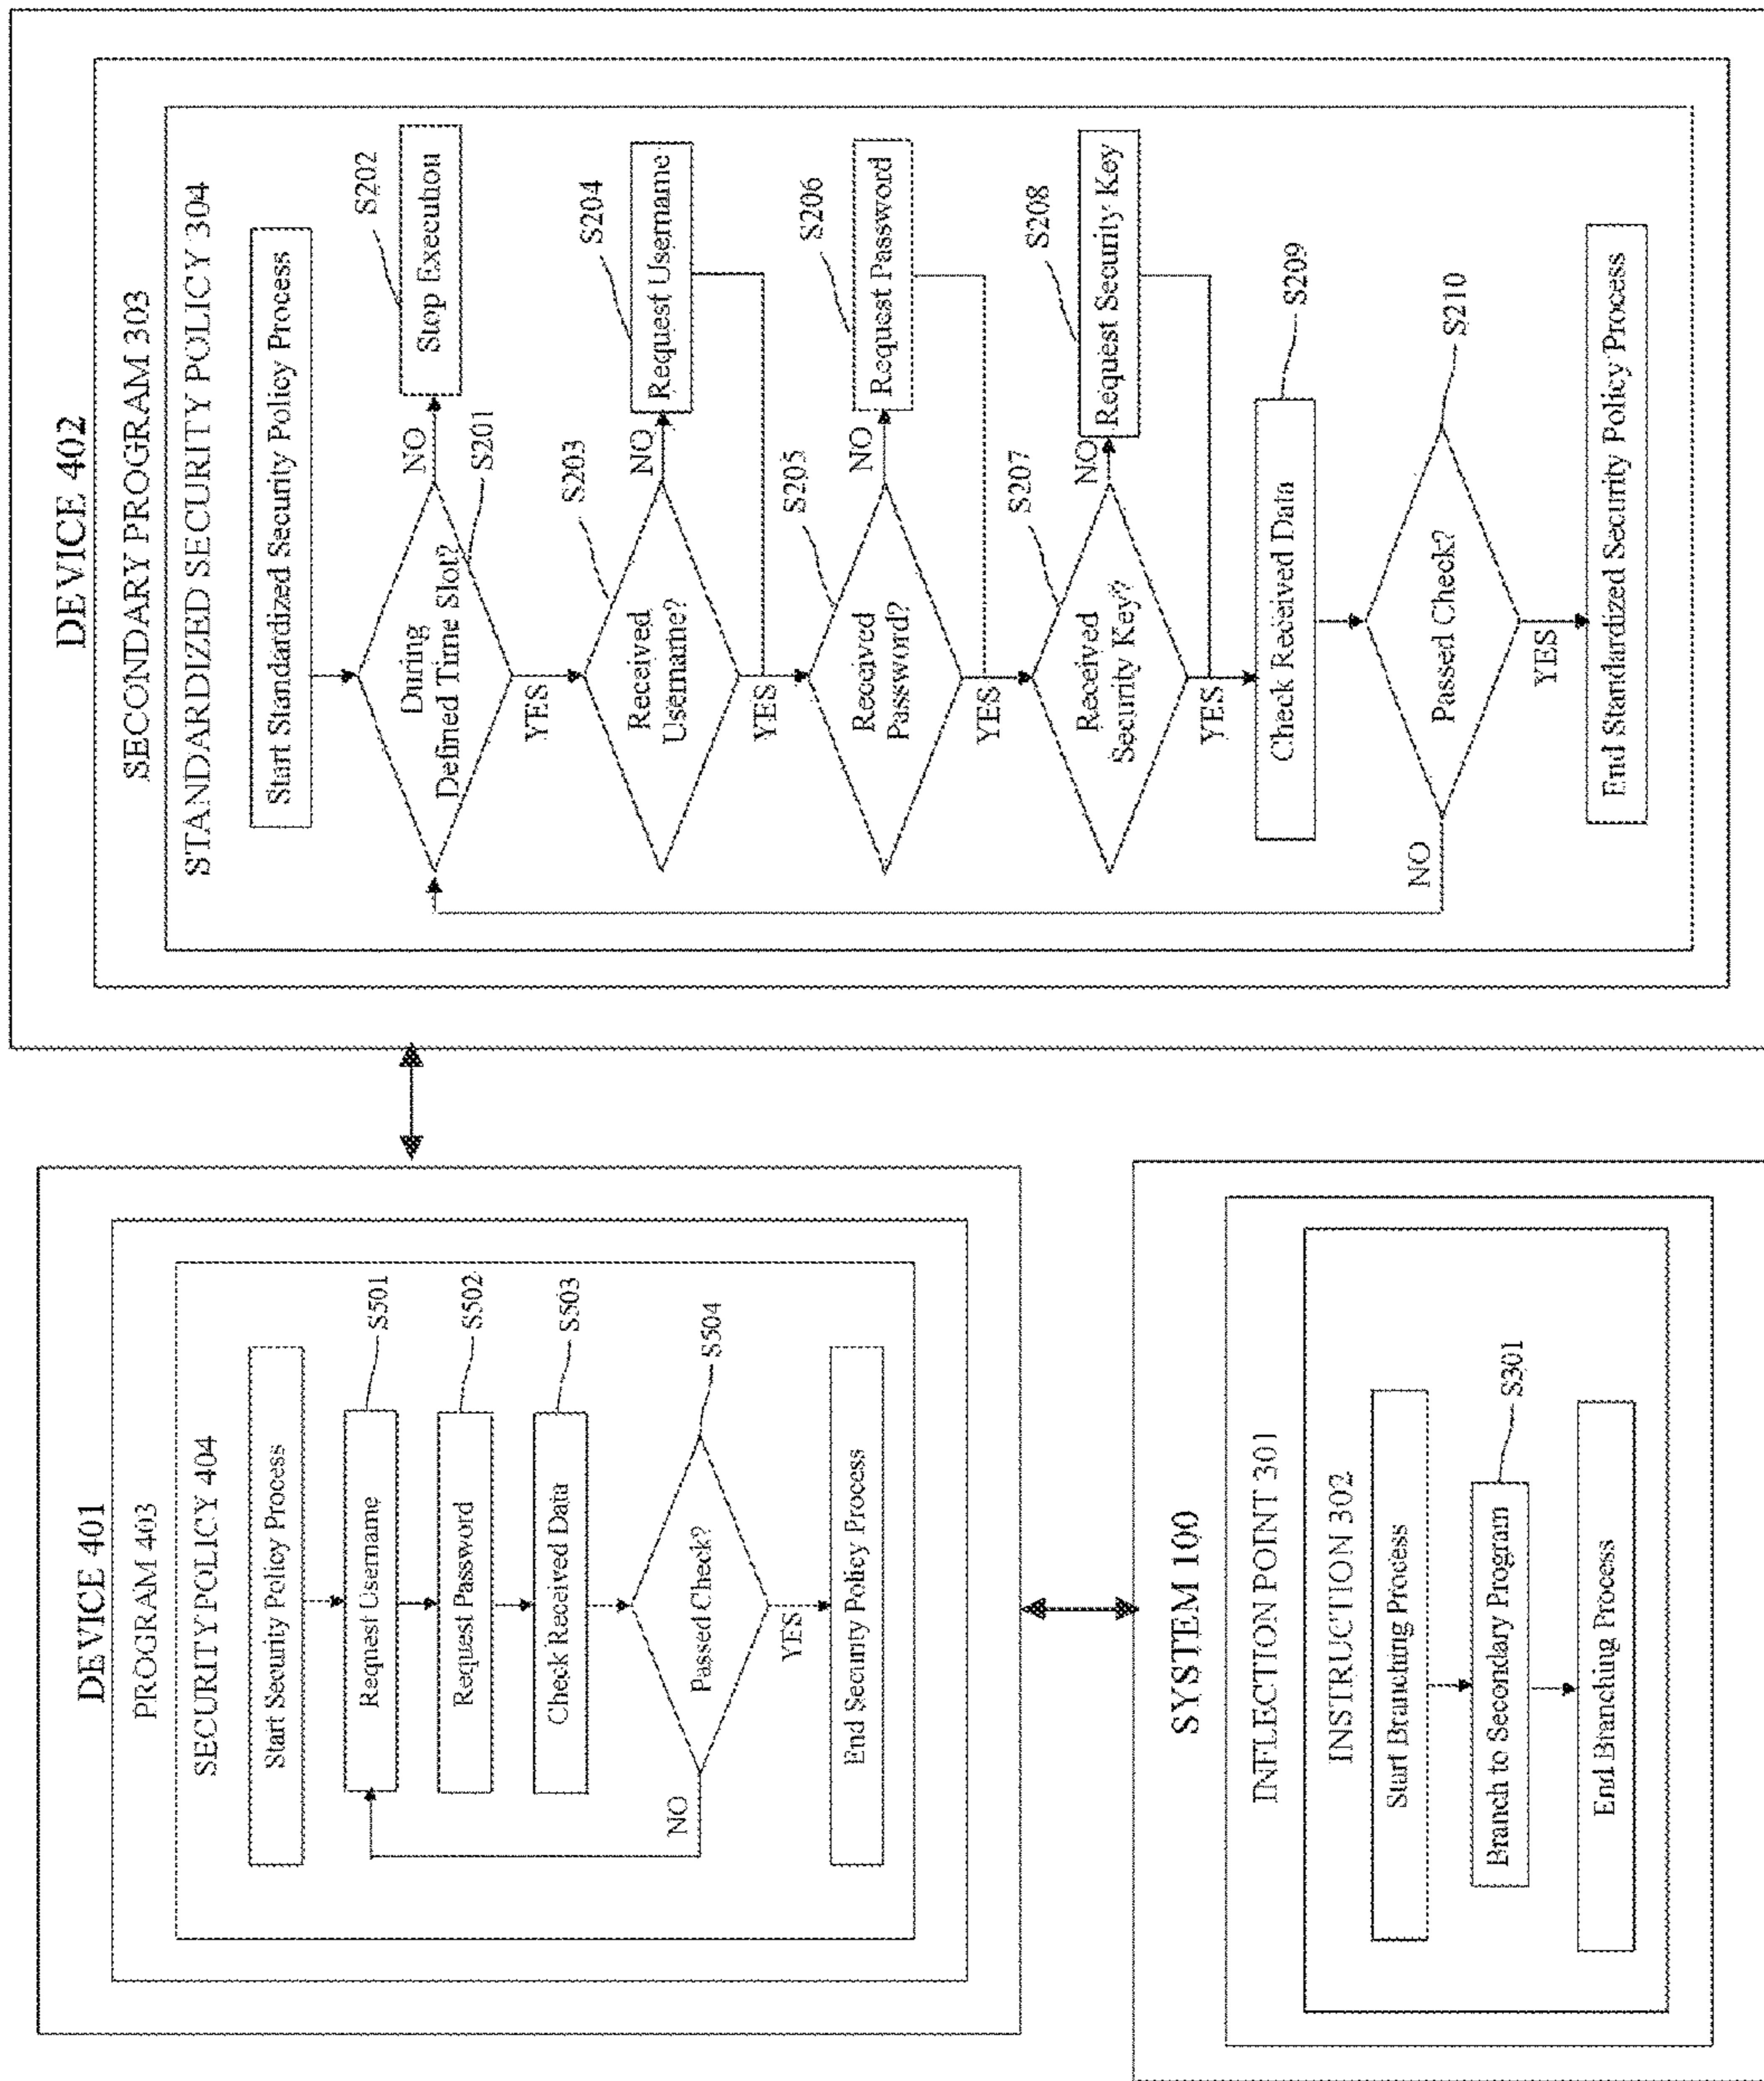 DEVICE 401
PROGRAM 403
SECURITY POLICY 404
Start Security Policy Process
Request Username
S501
Request Password
S502
Check Received Data
S503
Passed Check?
S504
NO
YES
End Security Policy Process
SYSTEM 100
INFLECTION POINT 301
INSTRUCTION 302
Start Branching Process
Branch to Secondary Program
S301
End Branching Process
DEVICE 402
SECONDARY PROGRAM 303
STANDARDIZED SECURITY POLICY 304
Start Standardized Security Policy Process
During
Defined Time Slot?
S201
NO
Stop Execution
S202
YES
Received
Username?
S203
NO
Request Username
S204
YES
Received
Password?
S205
NO
Request Password
S206
YES
Received
Security Key?
S207
NO
Request Security Key
S208
YES
Check Received Data
S209
Passed Check?
S210
NO
YES
End Standardized Security Policy Process